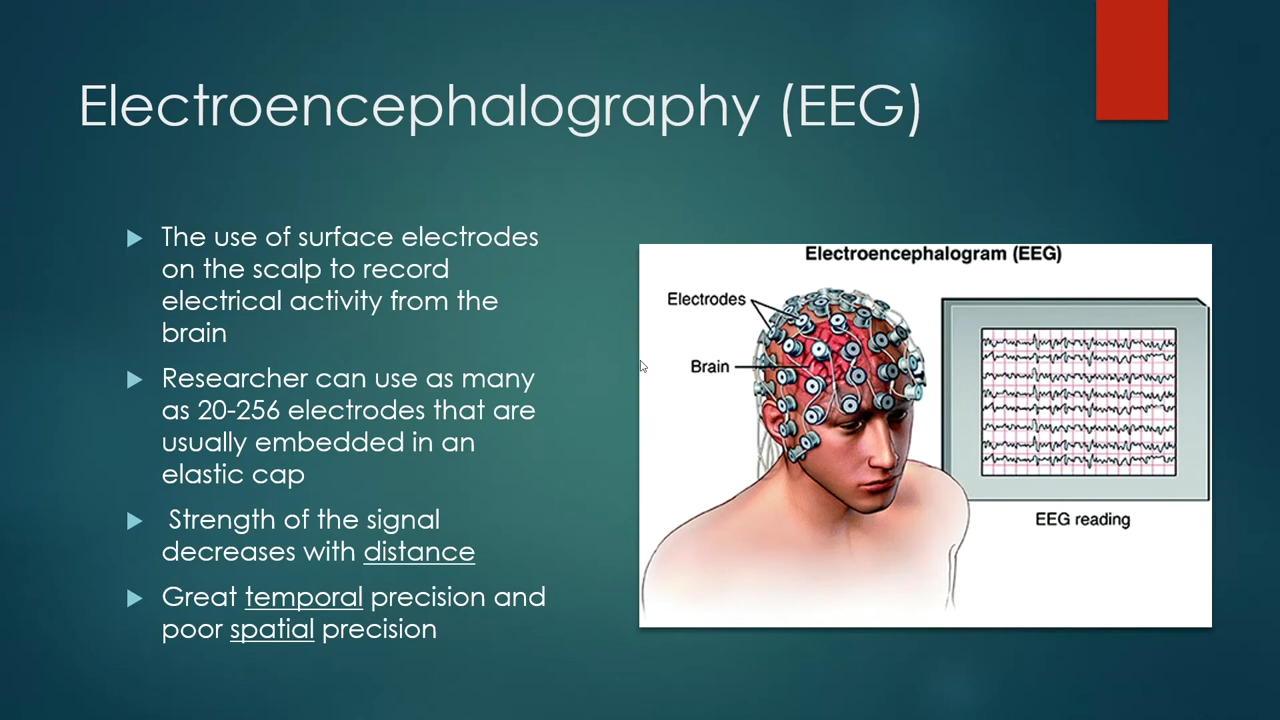 Electroencephalography (EEG)
The use of surface electrodes
on the scalp to record
electrical activity from the
brain
Researcher can use as many
as 20-256 electrodes that are
usually embedded in an
elastic cap
Strength of the signal
decreases with distance
Great temporal precision and
poor spatial precision
Electroencephalogram (EEG)
Electrodes
Brain
EEG reading